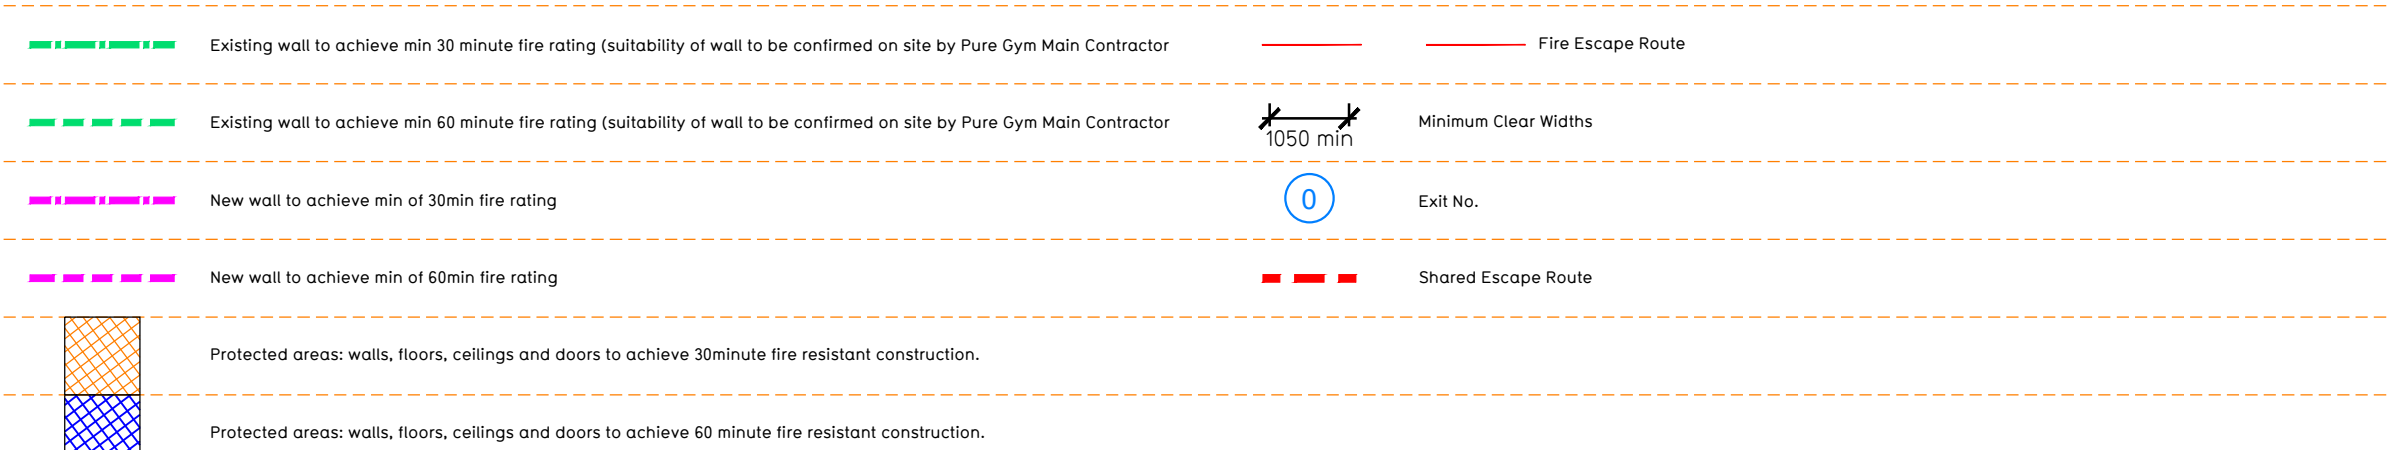 Existing wall to achieve min 30 minute fire rating (suitability of wall to be confirmed on site by Pure Gym Main Contractor
Fire Escape Route
Existing wall to achieve min 60 minute fire rating (suitability of wall to be confirmed on site by Pure Gym Main Contractor
1050 min
Minimum Clear Widths
New wall to achieve min of 30min fire rating
0
Exit No.
New wall to achieve min of 60min fire rating
Shared Escape Route
Protected areas: walls, floors, ceilings and doors to achieve 30minute fire resistant construction.
Protected areas: walls, floors, ceilings and doors to achieve 60 minute fire resistant construction.